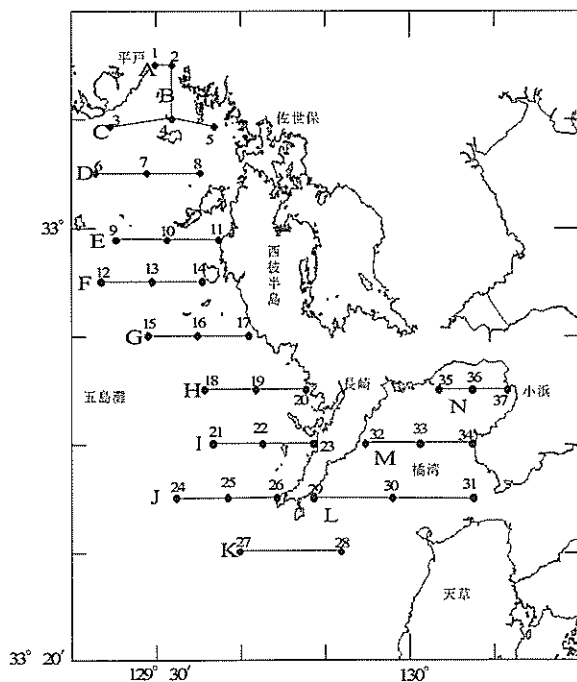 平戸 1 2
A
B
佐世保
C 3 4 5
D 6 7 8
33°
E 9 10 11
西彼半島
F 12 13 14
G 15 16 17
五島灘 H 18 19 20 長崎 35 36 37 小浜
N
I 21 22 23 32 33 34
M
橘湾
J 24 25 26 29 30 31
L
K 27 28
天草
33° 20'
129° 30' 130°